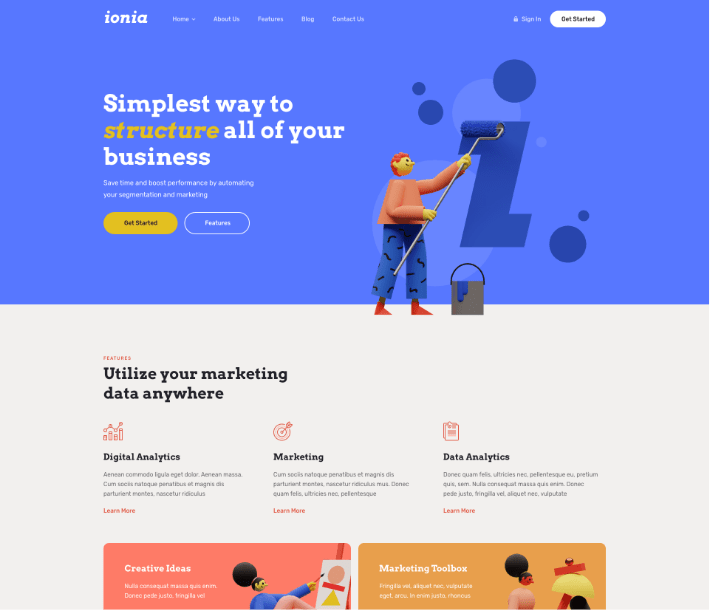 ionia
Home
About Us
Features
Blog
Contact Us
Sign In
Get Started
Simplest way to
structure all of your
business
Save time and boost performance by automating
your segmentation and marketing
Get Started
Features
FEATURES
Utilize your marketing
data anywhere
Digital Analytics
Aenean commodo ligula eget dolor. Aenean massa.
Cum sociis natoque penatibus et magnis dis
parturient montes, nascetur ridiculus
Learn More
Marketing
Cum sociis natoque penatibus et magnis dis
parturient montes, nascetur ridiculus mus. Donec
quam felis, ultricies nec, pellentesque
Learn More
Data Analytics
Donec quam felis, ultricies nec, pellentesque eu, pretium
quis, sem. Nulla consequat massa quis enim. Donec
pede justo, fringilla vel, aliquet nec, vulputate
Learn More
Creative Ideas
Nulla consequat massa quis enim.
Donec pede justo, fringilla vel
Marketing Toolbox
Fringilla vel, aliquet nec, vulputate
eget, arcu. In enim justo, rhoncus